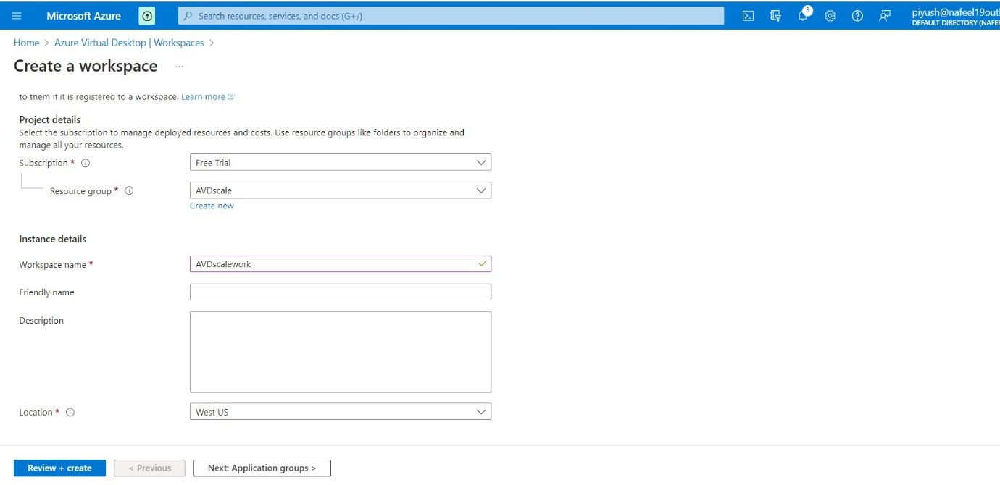 Microsoft Azure
Search resources, services, and docs (G+/)
3
piyush@nafeel19outl
DEFAULT DIRECTORY (NAFEE
Home > Azure Virtual Desktop | Workspaces >
Create a workspace ...
to them if it is registered to a workspace. Learn more
Project details
Select the subscription to manage deployed resources and costs. Use resource groups like folders to organize and
manage all your resources.
Subscription * Free Trial
Resource group * AVDscale
Create new
Instance details
Workspace name * AVDscalework
Friendly name
Description
Location * West US
Review + create < Previous Next: Application groups >